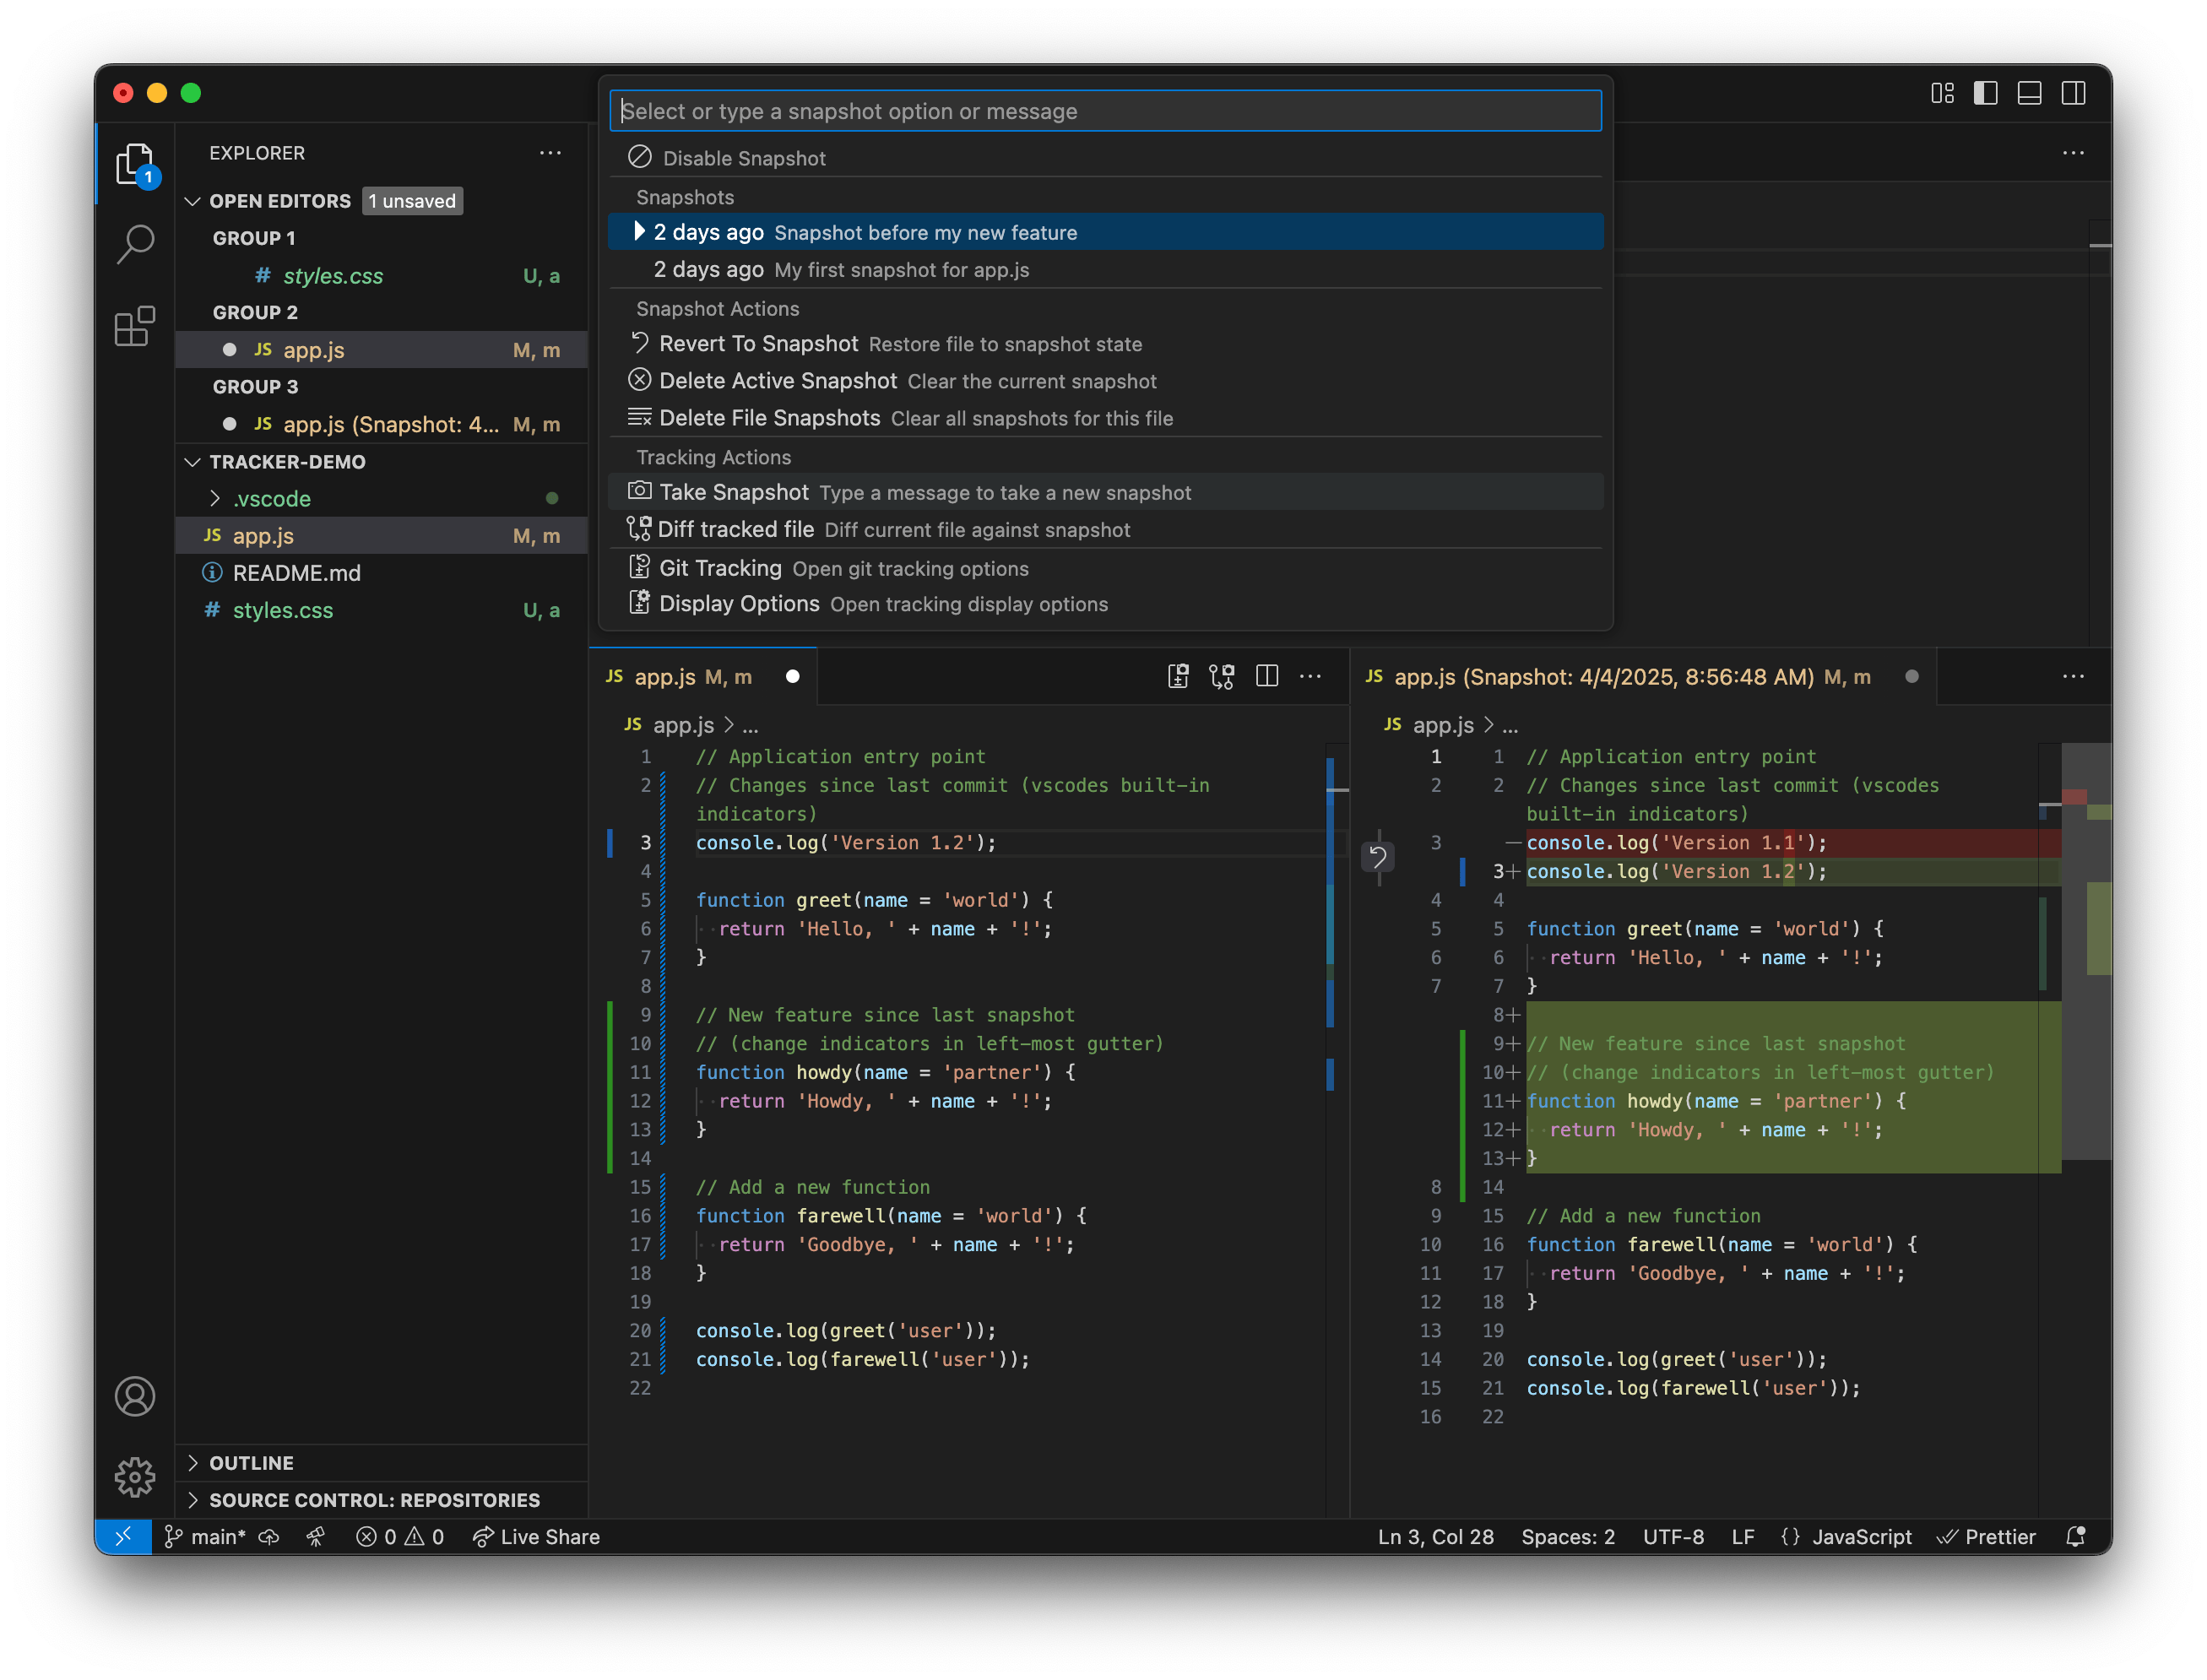 Select or type a snapshot option or message
Disable Snapshot
Snapshots
2 days ago Snapshot before my new feature
2 days ago My first snapshot for app.js
Snapshot Actions
Revert To Snapshot Restore file to snapshot state
Delete Active Snapshot Clear the current snapshot
Delete File Snapshots Clear all snapshots for this file
Tracking Actions
Take Snapshot Type a message to take a new snapshot
Diff tracked file Diff current file against snapshot
Git Tracking Open git tracking options
Display Options Open tracking display options
EXPLORER
1
OPEN EDITORS 1 unsaved
GROUP 1
# styles.css U, a
GROUP 2
JS app.js M, m
GROUP 3
JS app.js (Snapshot: 4... M, m
TRACKER-DEMO
.vscode
JS app.js M, m
README.md
# styles.css U, a
OUTLINE
SOURCE CONTROL: REPOSITORIES
JS app.js M, m
JS app.js > ...
1 // Application entry point
2 // Changes since last commit (vscodes built-in
indicators)
3 console.log('Version 1.2');
4
5 function greet(name = 'world') {
6 return 'Hello, ' + name + '!';
7 }
8
9 // New feature since last snapshot
10 // (change indicators in left-most gutter)
11 function howdy(name = 'partner') {
12 return 'Howdy, ' + name + '!';
13 }
14
15 // Add a new function
16 function farewell(name = 'world') {
17 return 'Goodbye, ' + name + '!';
18 }
19
20 console.log(greet('user'));
21 console.log(farewell('user'));
22
JS app.js (Snapshot: 4/4/2025, 8:56:48 AM) M, m
JS app.js > ...
1 1 // Application entry point
2 2 // Changes since last commit (vscodes
built-in indicators)
3 — console.log('Version 1.1');
3+ console.log('Version 1.2');
4 4
5 5 function greet(name = 'world') {
6 6 return 'Hello, ' + name + '!';
7 7 }
8+
9+ // New feature since last snapshot
10+ // (change indicators in left-most gutter)
11+ function howdy(name = 'partner') {
12+ return 'Howdy, ' + name + '!';
13+ }
8 14
9 15 // Add a new function
10 16 function farewell(name = 'world') {
11 17 return 'Goodbye, ' + name + '!';
12 18 }
13 19
14 20 console.log(greet('user'));
15 21 console.log(farewell('user'));
16 22
main* 0 0 Live Share Ln 3, Col 28 Spaces: 2 UTF-8 LF {} JavaScript Prettier